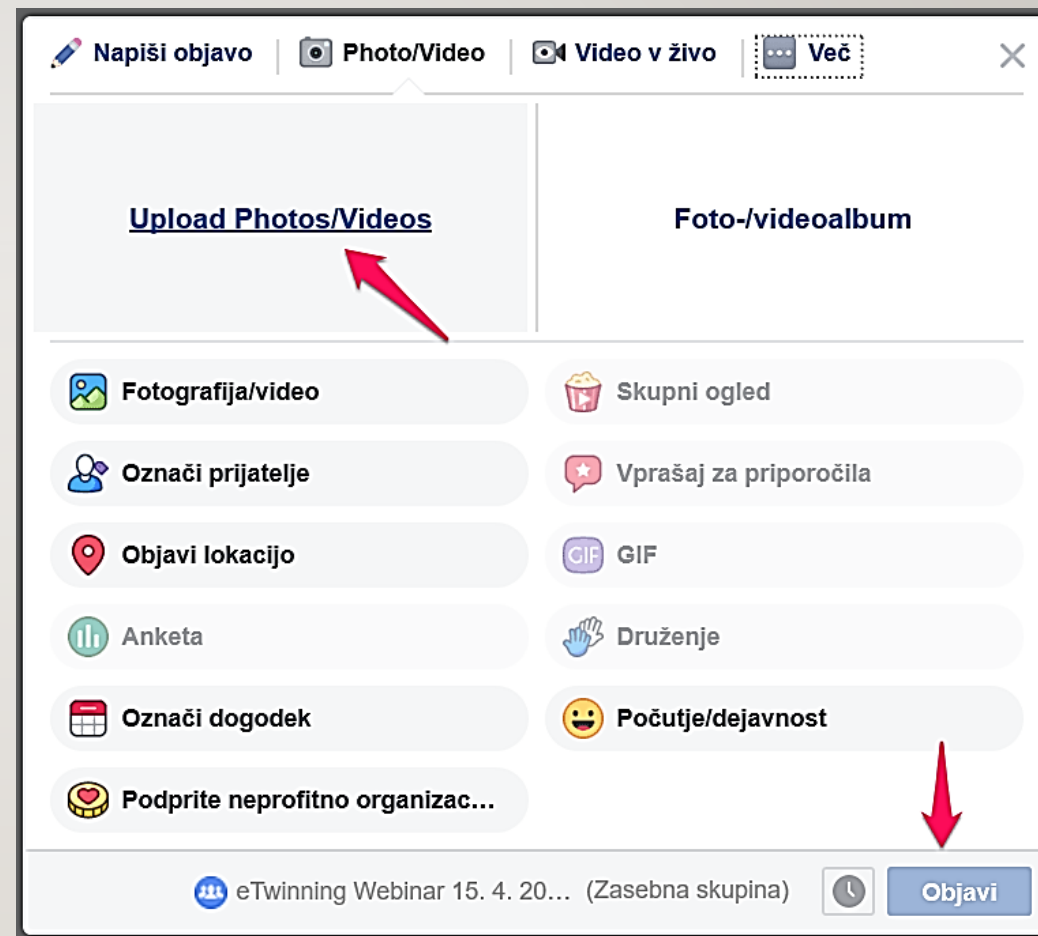 Napiši objavo Photo/Video Video v živo Več
Upload Photos/Videos Foto-/videoalbum
Fotografija/video Skupni ogled
Označi prijatelje Vprašaj za priporočila
Objavi lokacijo GIF GIF
Anketa Druženje
Označi dogodek Počutje/dejavnost
Podprite neprofitno organizac...
eTwinning Webinar 15. 4. 20... (Zasebna skupina) Objavi